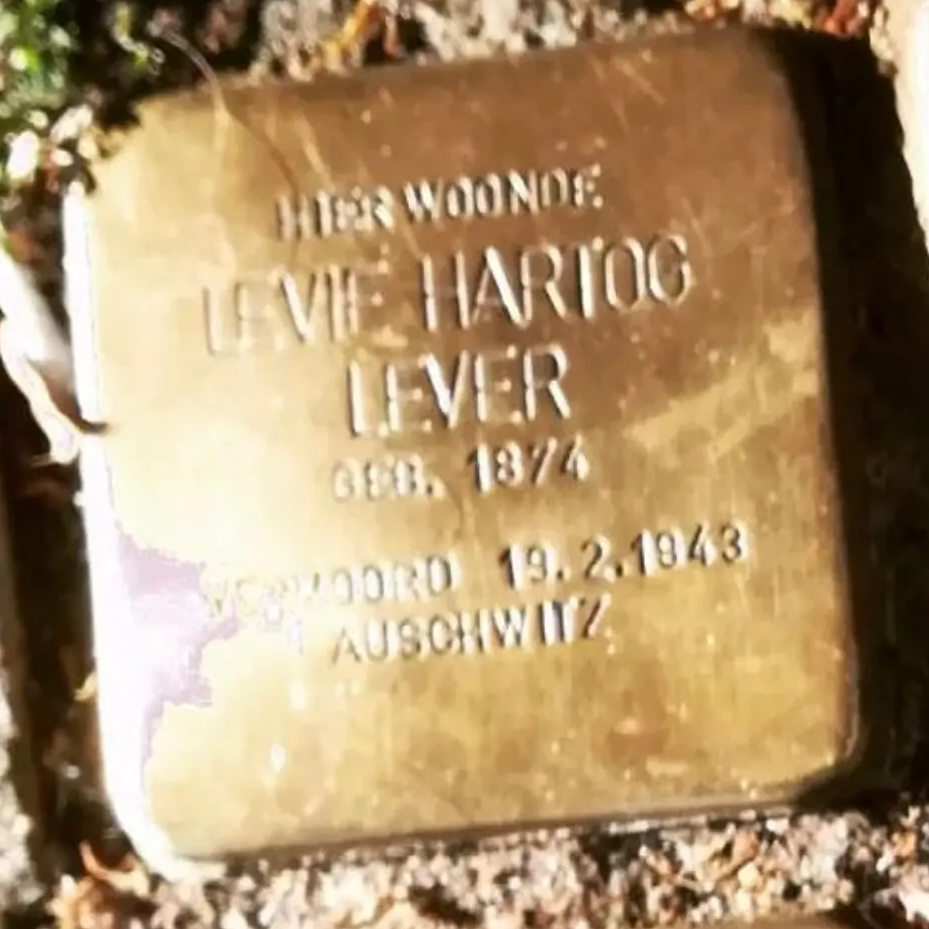 HIER WOONDE
LEVIE HARTOG
LEVER
GEB. 1874
VERMOORD 19.2.1943
AUSCHWITZ